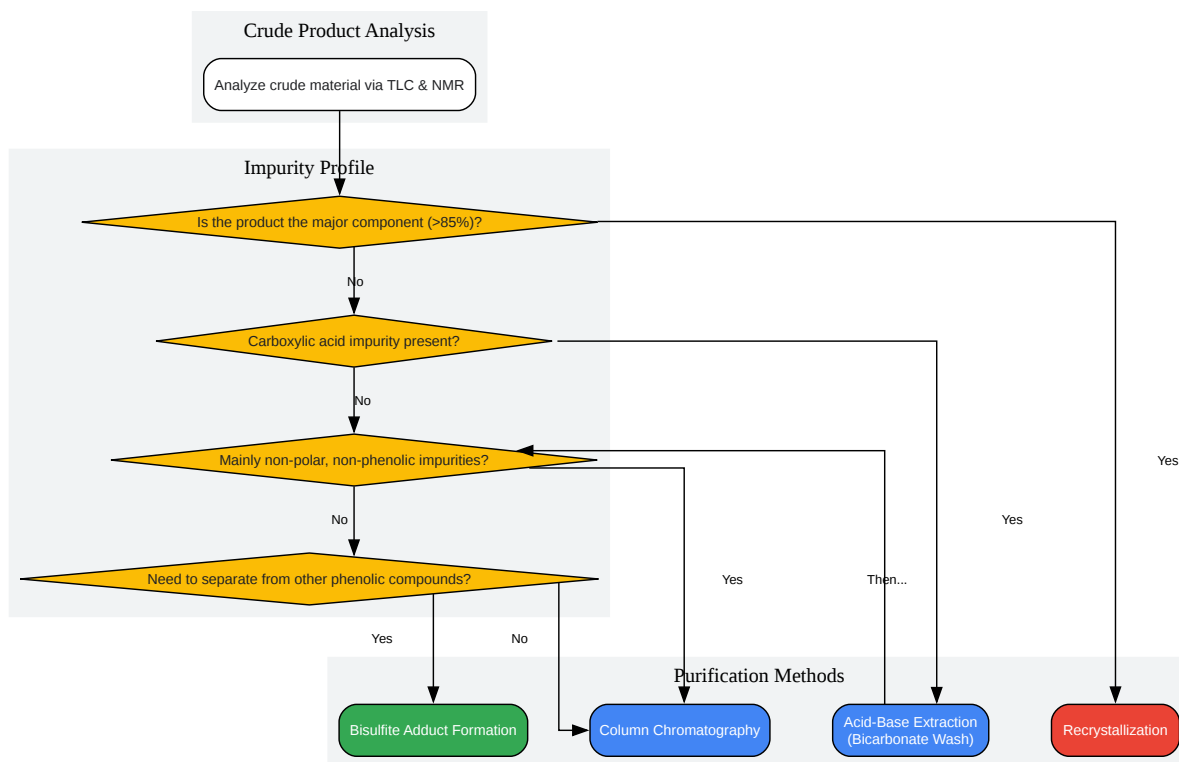 Crude Product Analysis
Analyze crude material via TLC & NMR
Impurity Profile
Is the product the major component (>85%)?
No
Carboxylic acid impurity present?
No
Mainly non-polar, non-phenolic impurities?
Yes
No
Yes
Need to separate from other phenolic compounds?
Yes
Then...
Yes
No
Purification Methods
Bisulfite Adduct Formation
Column Chromatography
Acid-Base Extraction
(Bicarbonate Wash)
Recrystallization